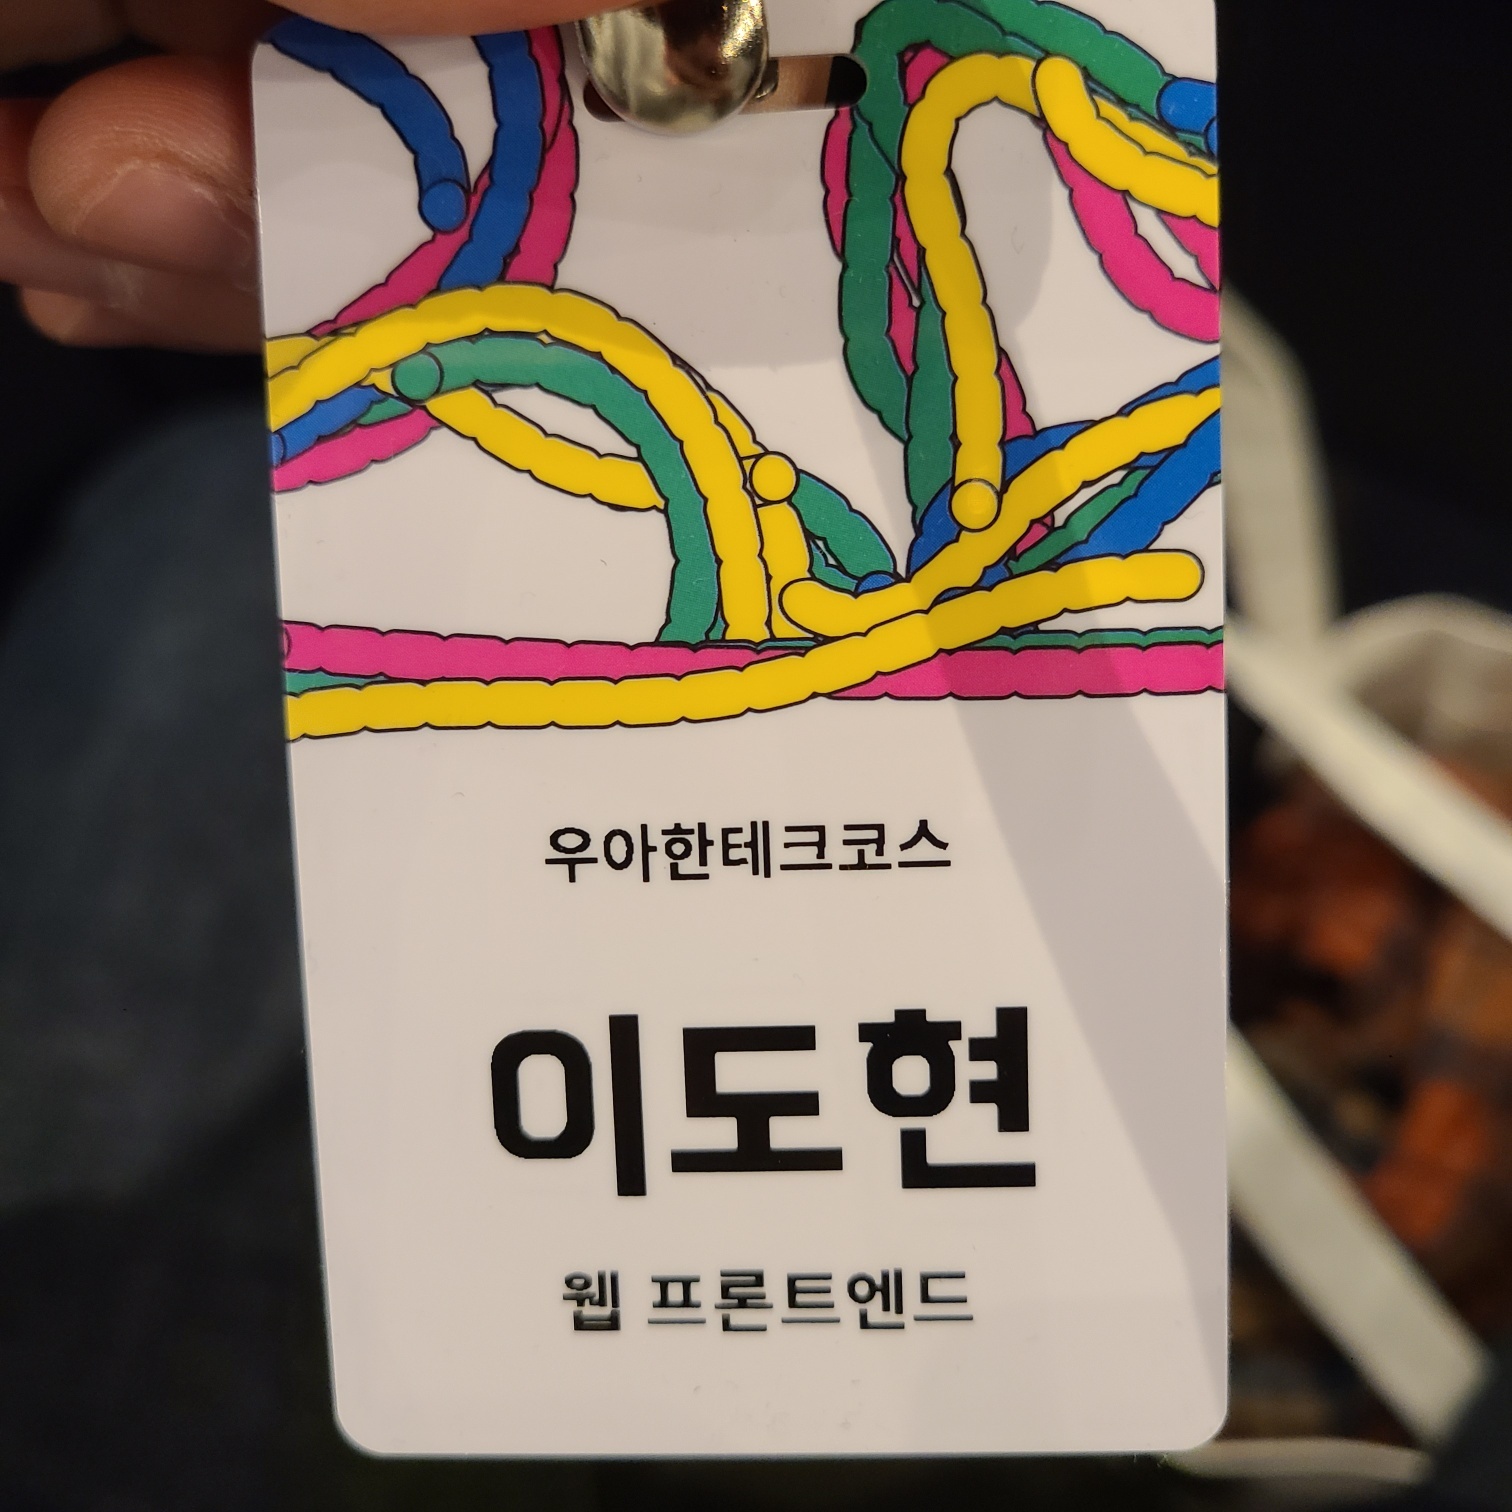 우아한테크코스
이도현
웹 프론트엔드